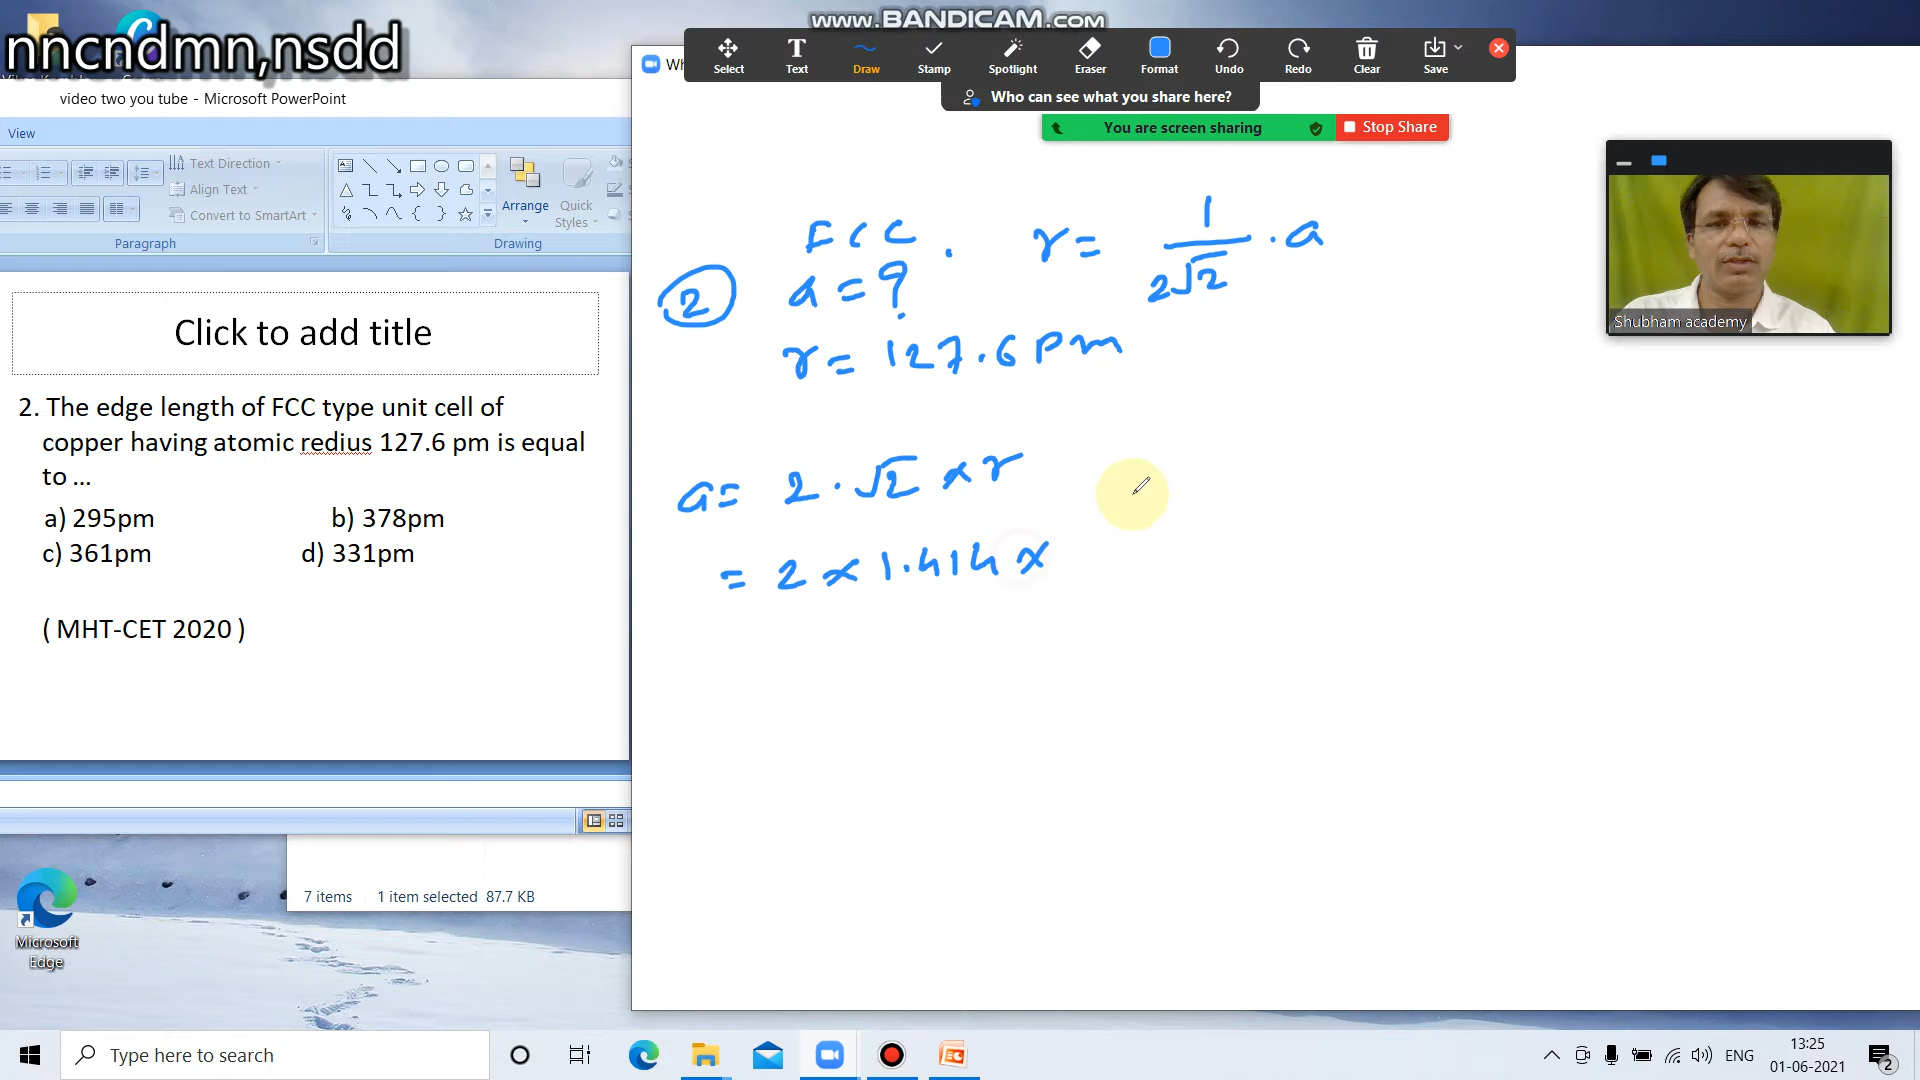 www.BANDICAM.com
nncndmn,nsdd
video two you tube - Microsoft PowerPoint
View
Text Direction
Align Text
Convert to SmartArt
Arrange
Quick Styles
Paragraph
Drawing
Click to add title
2. The edge length of FCC type unit cell of
copper having atomic redius 127.6 pm is equal
to ...
a) 295pm b) 378pm
c) 361pm d) 331pm
( MHT-CET 2020 )
7 items 1 item selected 87.7 KB
Microsoft
Edge
Select Text Draw Stamp Spotlight Eraser Format Undo Redo Clear Save
Who can see what you share here?
You are screen sharing Stop Share
FCC . r = 1/2√2 . a
2 a = ?
r = 127.6 pm
a = 2 . √2 × r
= 2 × 1.414 ×
Shubham academy
Type here to search
ENG
13:25
01-06-2021
2